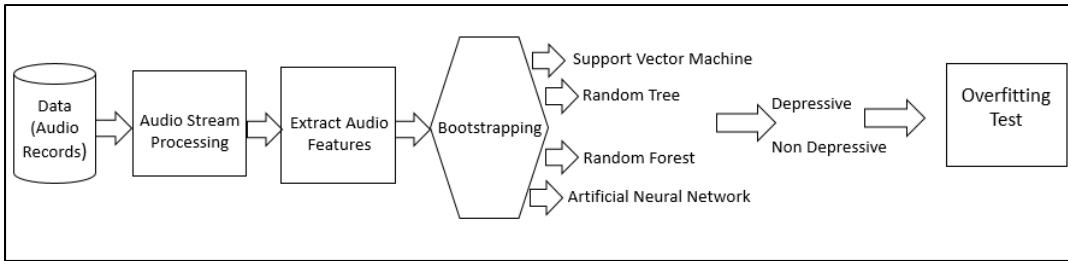 Data
(Audio
Records)
Audio Stream
Processing
Extract Audio
Features
Bootstrapping
Support Vector Machine
Random Tree
Random Forest
Artificial Neural Network
Depressive
Non Depressive
Overfitting
Test